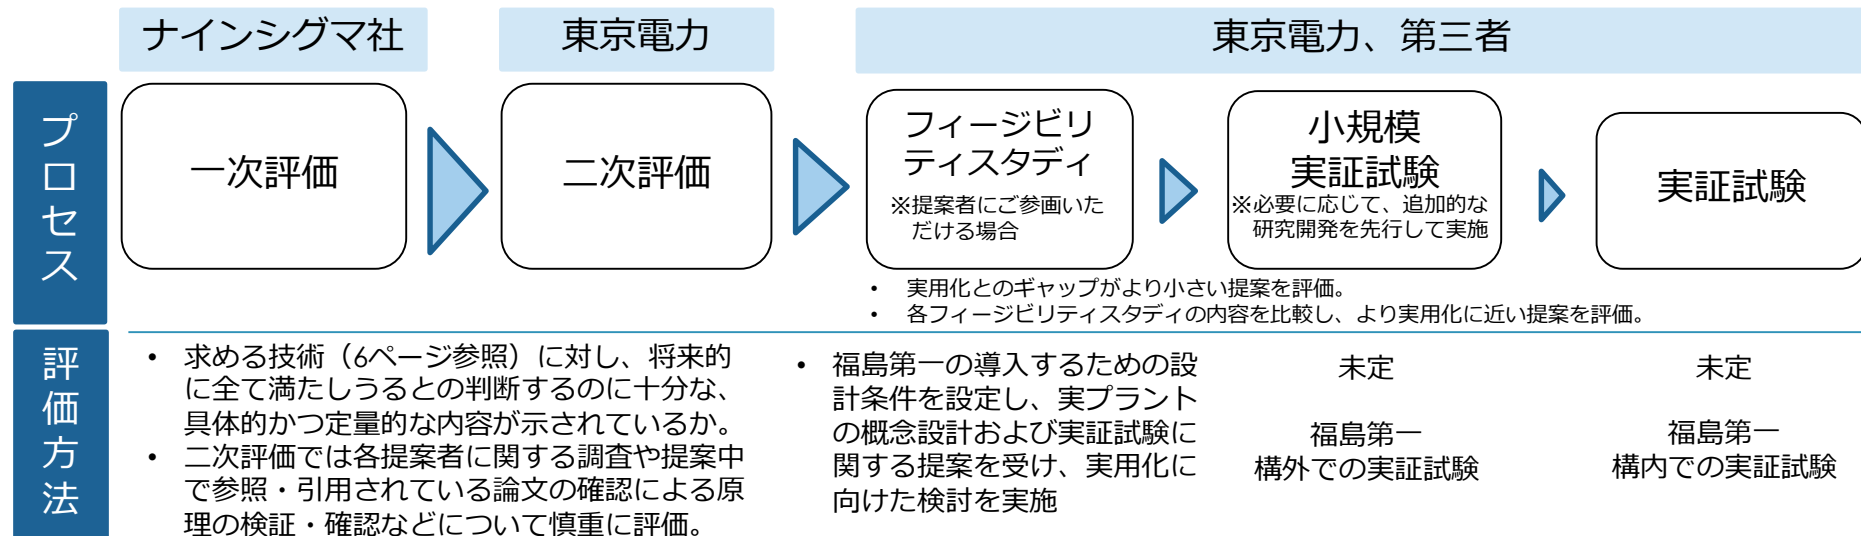 ナインシグマ社
東京電力
東京電力、第三者
プロセス
一次評価
二次評価
フィージビリ
ティスタディ
※提案者にご参画いた
だける場合
小規模
実証試験
※必要に応じて、追加的な
研究開発を先行して実施
実証試験
• 実用化とのギャップがより小さい提案を評価。
• 各フィージビリティスタディの内容を比較し、より実用化に近い提案を評価。
評価方法
• 求める技術（6ページ参照）に対し、将来的
に全て満たしうるとの判断するのに十分な、
具体的かつ定量的な内容が示されているか。
• 二次評価では各提案者に関する調査や提案中
で参照・引用されている論文の確認による原
理の検証・確認などについて慎重に評価。
• 福島第一の導入するための設
計条件を設定し、実プラント
の概念設計および実証試験に
関する提案を受け、実用化に
向けた検討を実施
未定
福島第一
構外での実証試験
未定
福島第一
構内での実証試験